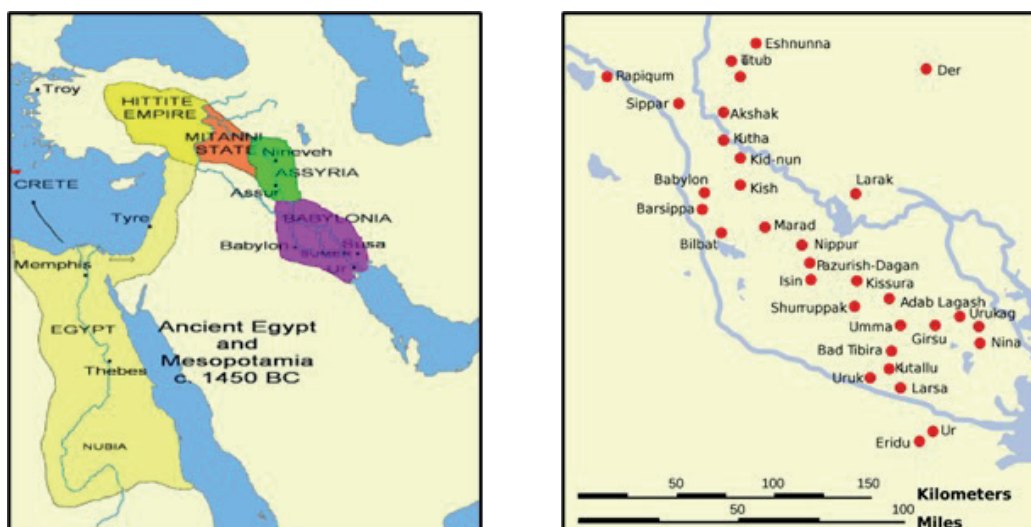 Troy
HITTITE
EMPIRE
MITANNI
STATE
Nineveh
ASSYRIA
Assur
CRETE
Tyre
BABYLONIA
Babylon
SUMER
Susa
Ur
Memphis
EGYPT
Thebes
NUBIA
Ancient Egypt
and
Mesopotamia
c. 1450 BC
Eshnunna
Der
Rapiqum
Sippar
Akshak
Kutha
Kid-nun
Kish
Larak
Babylon
Barsippa
Marad
Bilbat
Nippur
Pazurish-Dagan
Isin
Kissura
Adab Lagash
Shurruppak
Urukag
Umma
Girsu
Nina
Bad Tibira
Kutallu
Uruk
Larsa
Ur
Eridu
50 100 150 Kilometers
50 100 Miles